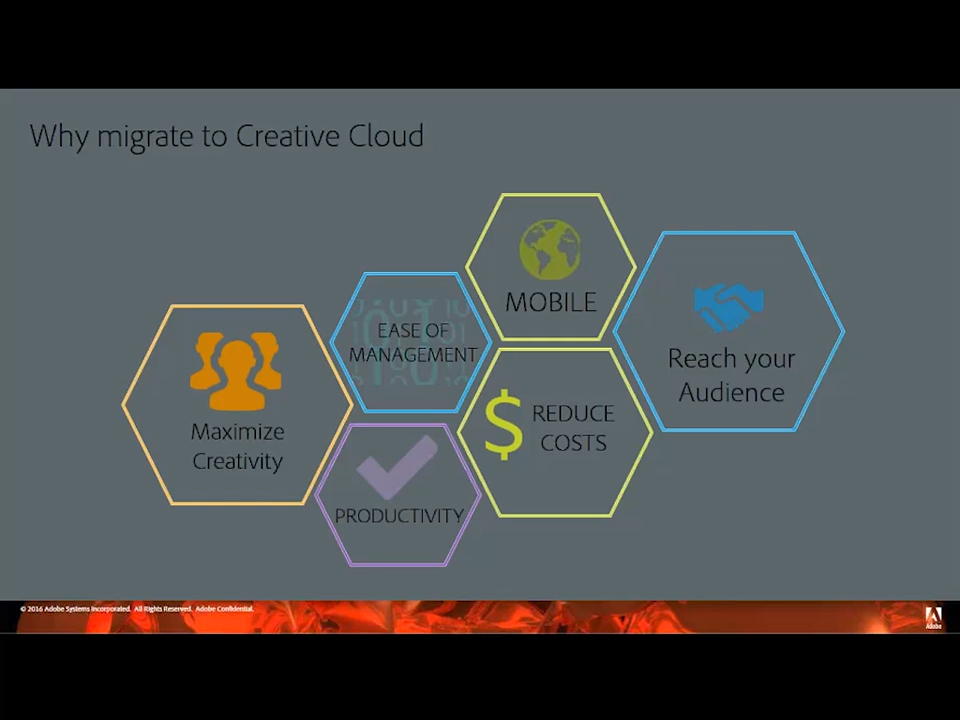 Why migrate to Creative Cloud
MOBILE
EASE OF
MANAGEMENT
Reach your
Audience
$ REDUCE
COSTS
Maximize
Creativity
PRODUCTIVITY
© 2016 Adobe Systems Incorporated. All Rights Reserved. Adobe Confidential.
Adobe